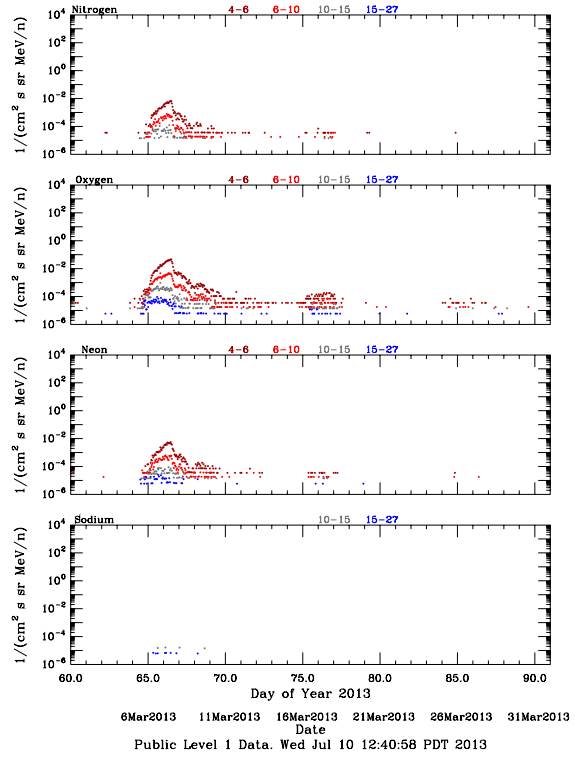 Nitrogen 4-6 6-10 10-15 15-27
10^4
10^2
10^0
10^-2
10^-4
10^-6
1/(cm^2 s sr MeV/n)
Oxygen 4-6 6-10 10-15 15-27
10^4
10^2
10^0
10^-2
10^-4
10^-6
1/(cm^2 s sr MeV/n)
Neon 4-6 6-10 10-15 15-27
10^4
10^2
10^0
10^-2
10^-4
10^-6
1/(cm^2 s sr MeV/n)
Sodium 10-15 15-27
10^4
10^2
10^0
10^-2
10^-4
10^-6
1/(cm^2 s sr MeV/n)
60.0 65.0 70.0 75.0 80.0 85.0 90.0
Day of Year 2013
6Mar2013 11Mar2013 16Mar2013 21Mar2013 26Mar2013 31Mar2013
Date
Public Level 1 Data. Wed Jul 10 12:40:58 PDT 2013